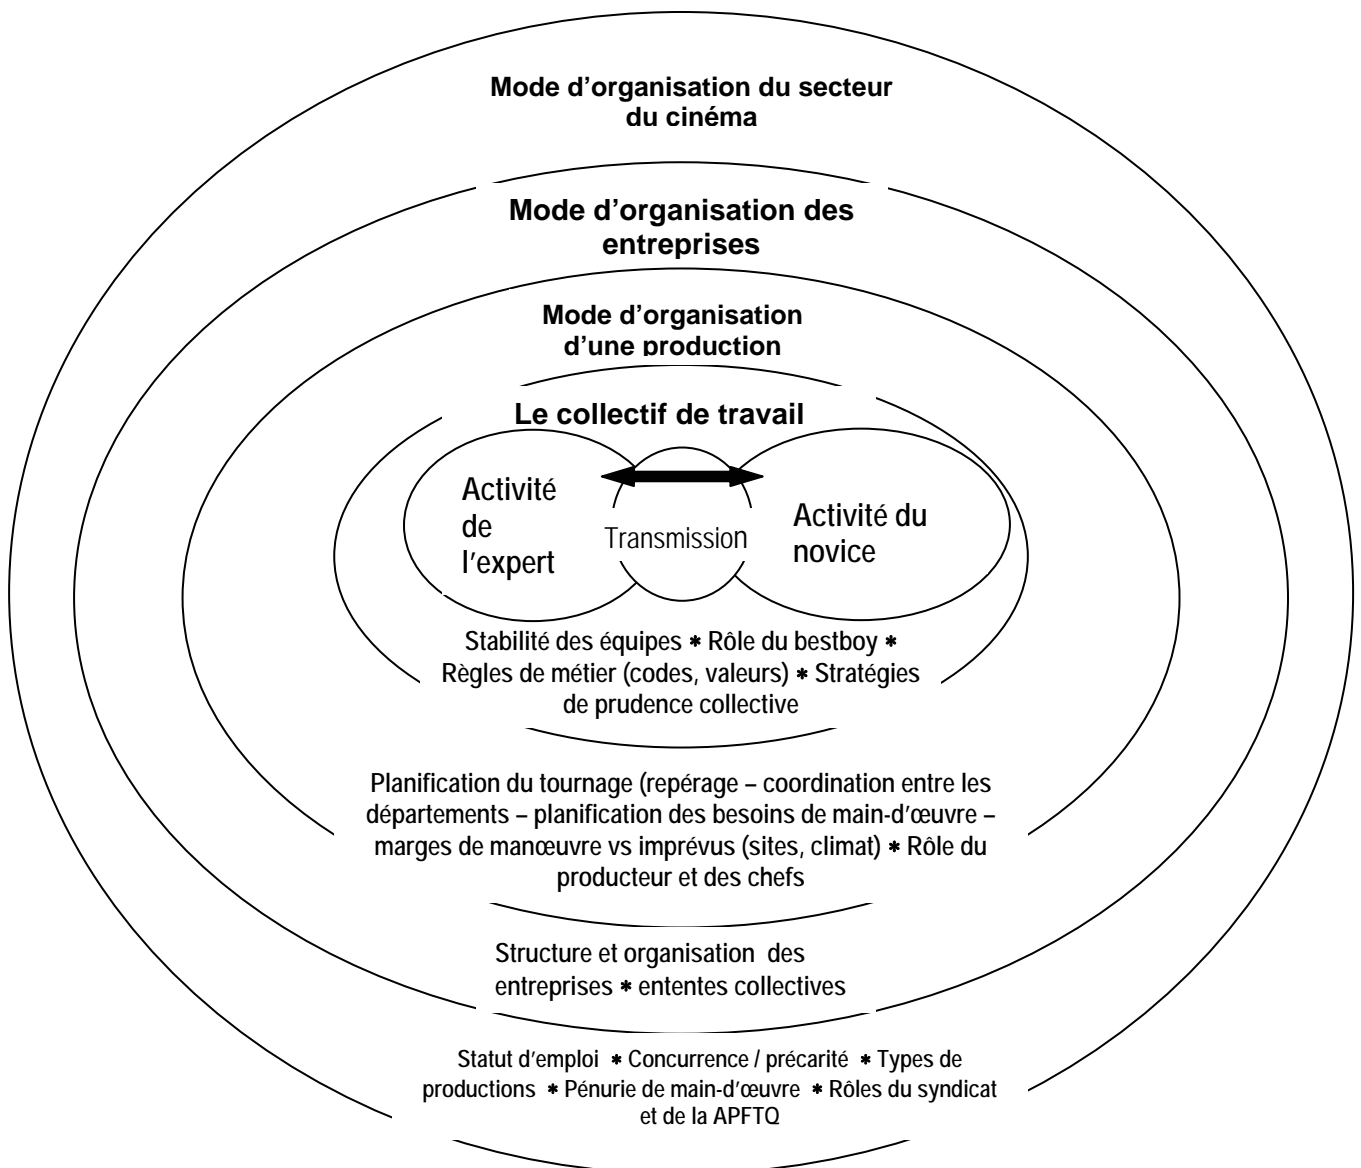 Mode d’organisation du secteur
du cinéma
Mode d’organisation des
entreprises
Mode d’organisation
d’une production
Le collectif de travail
Activité
de
l’expert
Transmission
Activité du
novice
Stabilité des équipes * Rôle du bestboy *
Règles de métier (codes, valeurs) * Stratégies
de prudence collective
Planification du tournage (repérage – coordination entre les
départements – planification des besoins de main-d’œuvre –
marges de manœuvre vs imprévus (sites, climat) * Rôle du
producteur et des chefs
Structure et organisation des
entreprises * ententes collectives
Statut d’emploi * Concurrence / précarité * Types de
productions * Pénurie de main-d’œuvre * Rôles du syndicat
et de la APFTQ